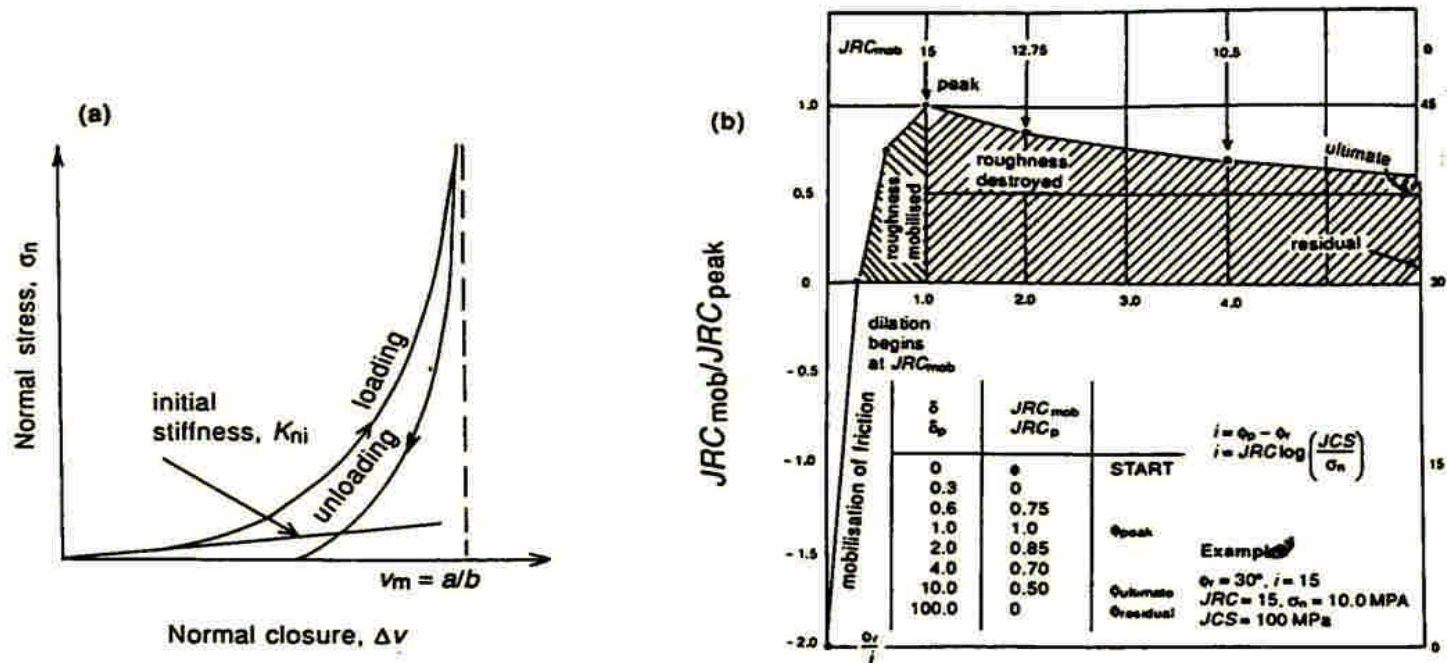 (a)
Normal stress, σn
loading
unloading
initial
stiffness, Kni
vm = a/b
Normal closure, Δv
(b)
JRCmob/JRCpeak
JRCmob 15 12.75 10.5 0
peak
1.0 45
ultimate
roughness
destroyed
roughness
mobilised
0.5
residual
0 30
1.0 2.0 3.0 4.0
dilation
begins
at JRCmob
- 0.5
mobilisation of friction
δ JRCmob
δp JRCp
i = ϕp − ϕr
i = JRC log(JCS/σn)
- 1.0 15
0 START
0.3 0
0.6 0.75
1.0 1.0 ϕpeak
2.0 0.85
4.0 0.70
10.0 0.50 ϕultimate
100.0 0 ϕresidual
- 1.5
Example
ϕr = 30°, i = 15
JRC = 15, σn = 10.0 MPA
JCS = 100 MPa
- 2.0 ϕr/i 0